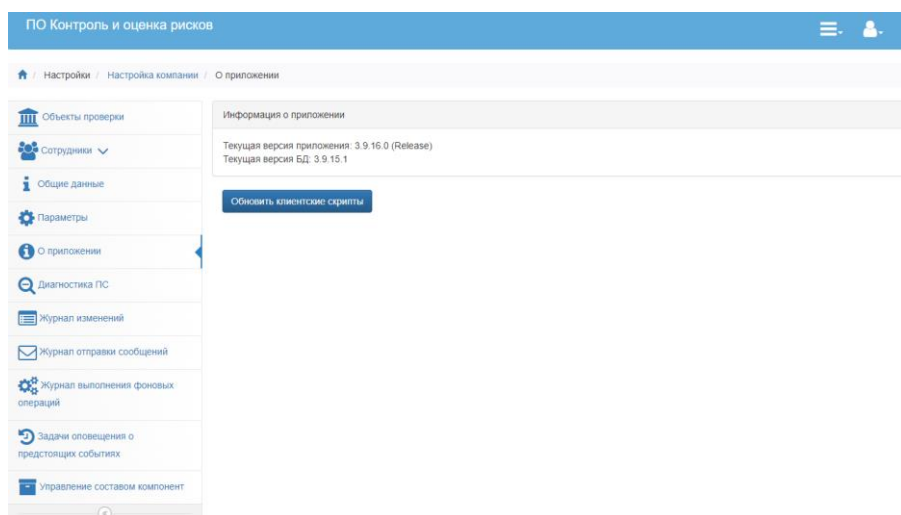 ПО Контроль и оценка рисков
/ Настройки / Настройка компании / О приложении
Объекты проверки
Сотрудники
Общие данные
Параметры
О приложении
Диагностика ПС
Журнал изменений
Журнал отправки сообщений
Журнал выполнения фоновых
операций
Задачи оповещения о
предстоящих событиях
Управление составом компонент
Информация о приложении
Текущая версия приложения: 3.9.16.0 (Release)
Текущая версия БД: 3.9.15.1
Обновить клиентские скрипты